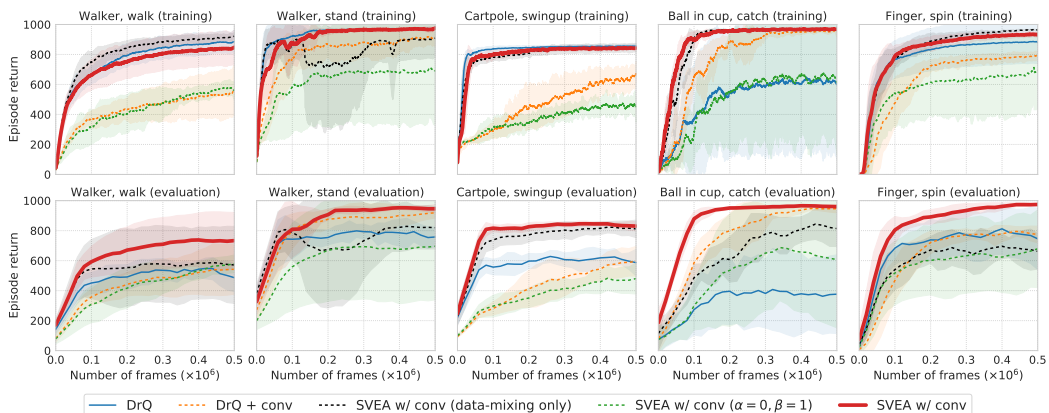 Walker, walk (training)
Walker, stand (training)
Cartpole, swingup (training)
Ball in cup, catch (training)
Finger, spin (training)
1000
800
600
400
200
0
Episode return
Walker, walk (evaluation)
Walker, stand (evaluation)
Cartpole, swingup (evaluation)
Ball in cup, catch (evaluation)
Finger, spin (evaluation)
1000
800
600
400
200
0
Episode return
0.0 0.1 0.2 0.3 0.4 0.5
0.0 0.1 0.2 0.3 0.4 0.5
0.0 0.1 0.2 0.3 0.4 0.5
0.0 0.1 0.2 0.3 0.4 0.5
0.0 0.1 0.2 0.3 0.4 0.5
Number of frames (×10⁶)
Number of frames (×10⁶)
Number of frames (×10⁶)
Number of frames (×10⁶)
Number of frames (×10⁶)
DrQ
DrQ + conv
SVEA w/ conv (data-mixing only)
SVEA w/ conv (α = 0, β = 1)
SVEA w/ conv